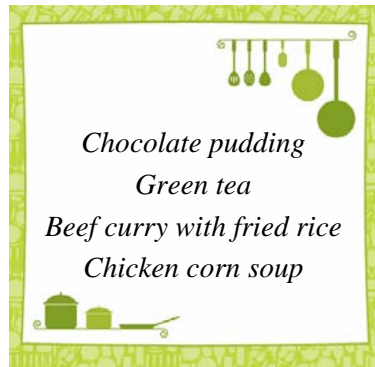 Chocolate pudding
Green tea
Beef curry with fried rice
Chicken corn soup